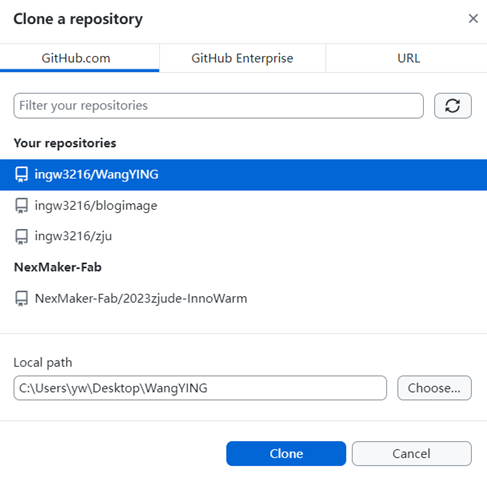 Clone a repository
GitHub.com
GitHub Enterprise
URL
Filter your repositories
Your repositories
ingw3216/WangYING
ingw3216/blogimage
ingw3216/zju
NexMaker-Fab
NexMaker-Fab/2023zjude-InnoWarm
Local path
C:\Users\yw\Desktop\WangYING
Choose...
Clone
Cancel